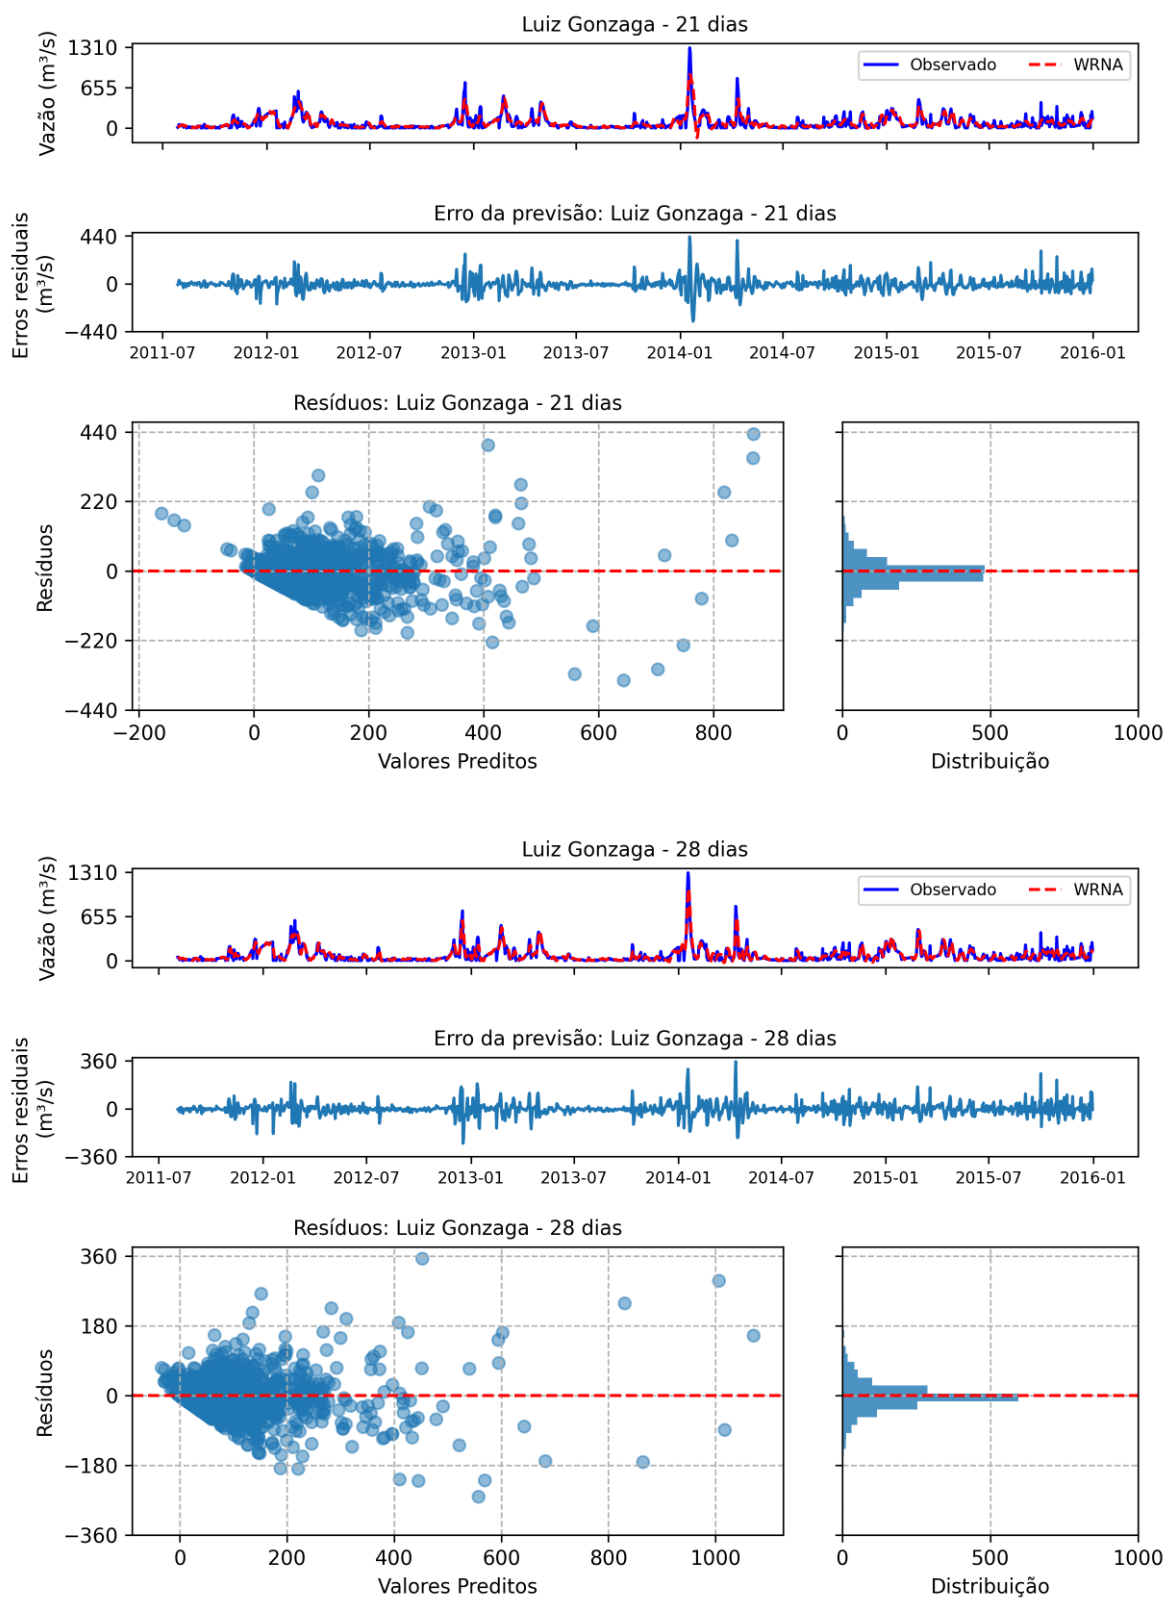 Luiz Gonzaga - 21 dias
Vazão (m³/s)
1310
655
0
Observado
WRNA
Erro da previsão: Luiz Gonzaga - 21 dias
Erros residuais
(m³/s)
440
0
−440
2011-07 2012-01 2012-07 2013-01 2013-07 2014-01 2014-07 2015-01 2015-07 2016-01
Resíduos: Luiz Gonzaga - 21 dias
Resíduos
440
220
0
−220
−440
−200 0 200 400 600 800
0 500 1000
Valores Preditos
Distribuição
Luiz Gonzaga - 28 dias
Vazão (m³/s)
1310
655
0
Observado
WRNA
Erro da previsão: Luiz Gonzaga - 28 dias
Erros residuais
(m³/s)
360
0
−360
2011-07 2012-01 2012-07 2013-01 2013-07 2014-01 2014-07 2015-01 2015-07 2016-01
Resíduos: Luiz Gonzaga - 28 dias
Resíduos
360
180
0
−180
−360
0 200 400 600 800 1000
0 500 1000
Valores Preditos
Distribuição